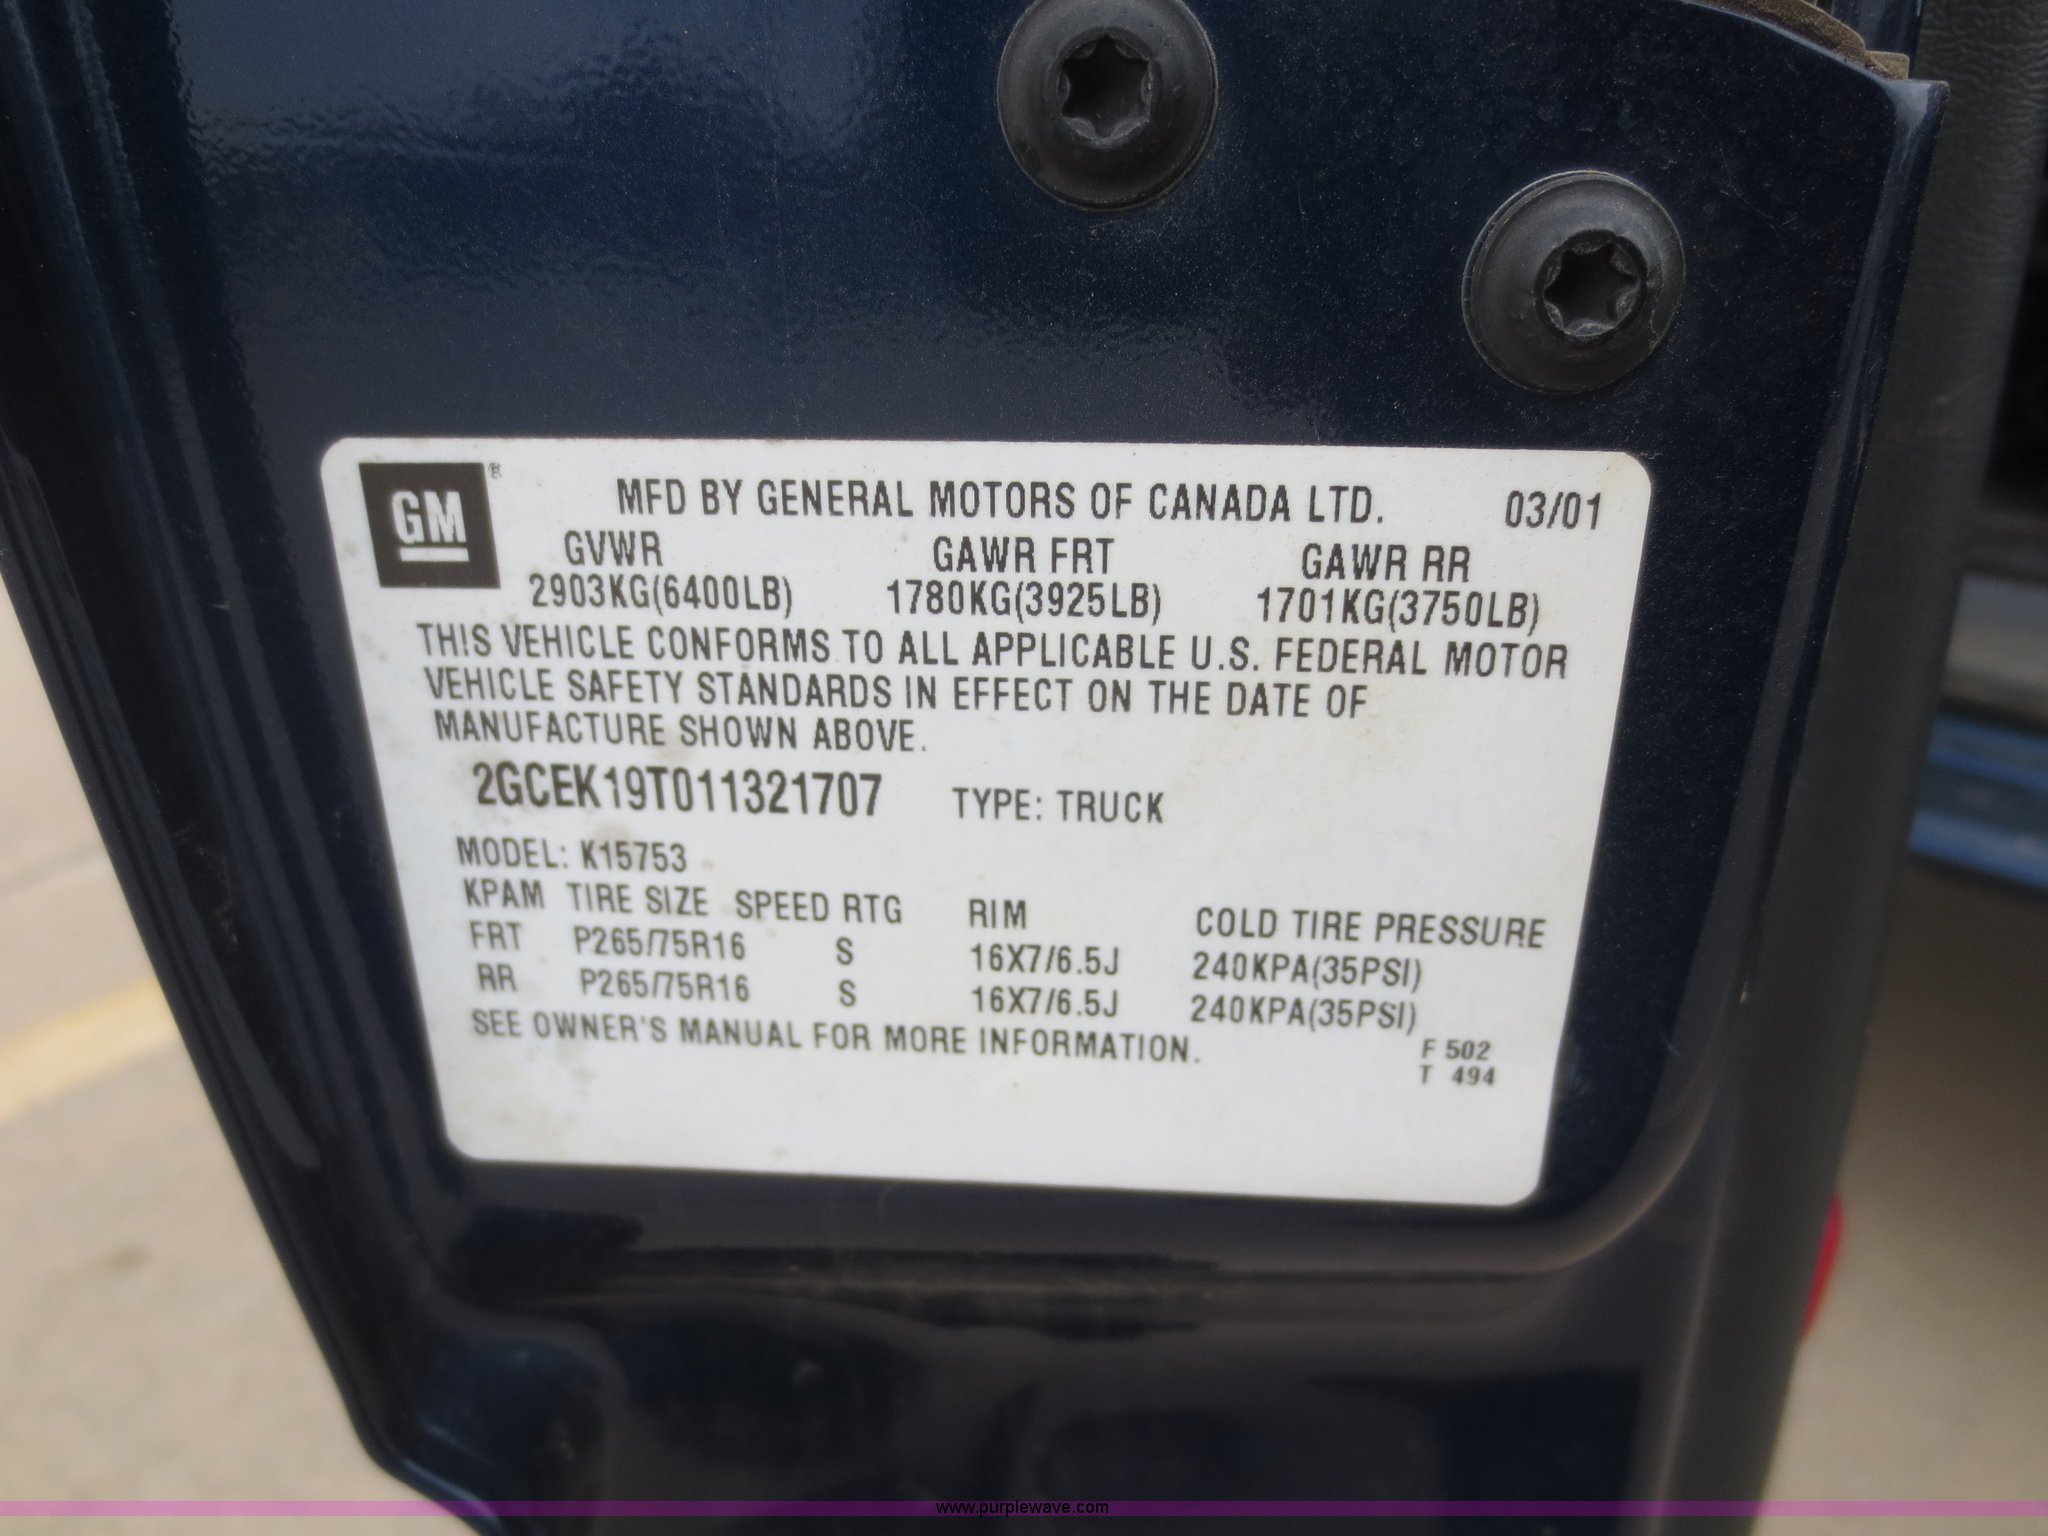 GM ®
MFD BY GENERAL MOTORS OF CANADA LTD. 03/01
GVWR GAWR FRT GAWR RR
2903KG(6400LB) 1780KG(3925LB) 1701KG(3750LB)
THIS VEHICLE CONFORMS TO ALL APPLICABLE U.S. FEDERAL MOTOR
VEHICLE SAFETY STANDARDS IN EFFECT ON THE DATE OF
MANUFACTURE SHOWN ABOVE.
2GCEK19T011321707 TYPE: TRUCK
MODEL: K15753
KPAM TIRE SIZE SPEED RTG RIM COLD TIRE PRESSURE
FRT P265/75R16 S 16X7/6.5J 240KPA(35PSI)
RR P265/75R16 S 16X7/6.5J 240KPA(35PSI)
SEE OWNER'S MANUAL FOR MORE INFORMATION.
F 502
T 494
www.purplewave.com